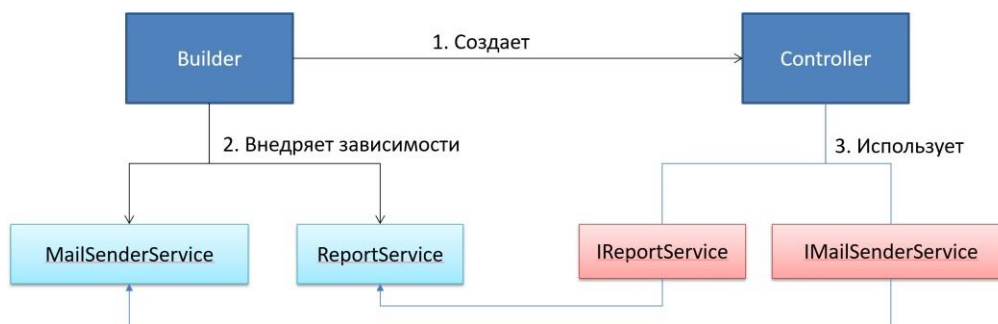 Builder
1. Создает
Controller
2. Внедряет зависимости
3. Использует
MailSenderService
ReportService
IReportService
IMailSenderService